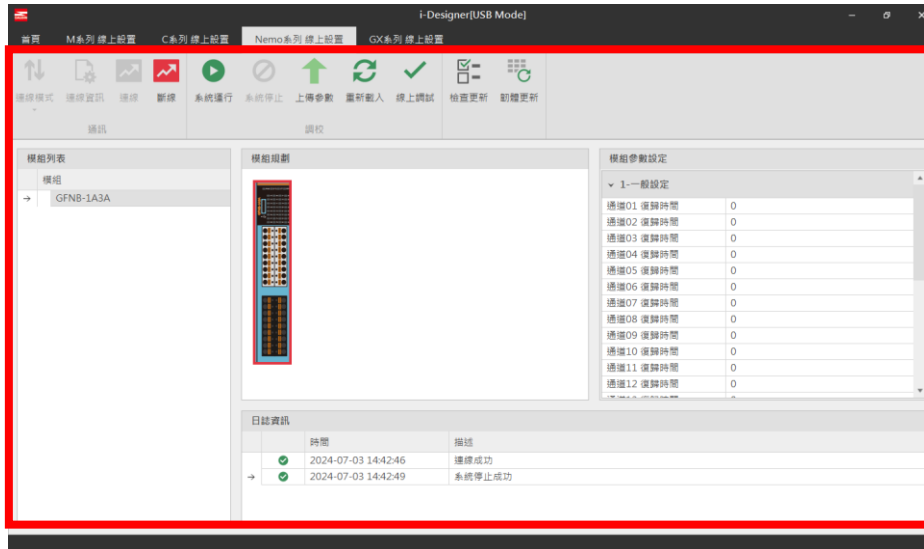 i-Designer[USB Mode]
首頁 M系列 線上設置 C系列 線上設置 Nemo系列 線上設置 GX系列 線上設置
連線模式 連線資訊 連線 斷線 系統運行 系統停止 上傳參數 重新載入 線上調試 檢查更新 韌體更新
通訊 調校
模組列表 模組規劃 模組參數設定
模組
GFNB-1A3A
1-一般設定
通道01 復歸時間 0
通道02 復歸時間 0
通道03 復歸時間 0
通道04 復歸時間 0
通道05 復歸時間 0
通道06 復歸時間 0
通道07 復歸時間 0
通道08 復歸時間 0
通道09 復歸時間 0
通道10 復歸時間 0
通道11 復歸時間 0
通道12 復歸時間 0
日誌資訊
時間 描述
2024-07-03 14:42:46 連線成功
2024-07-03 14:42:49 系統停止成功